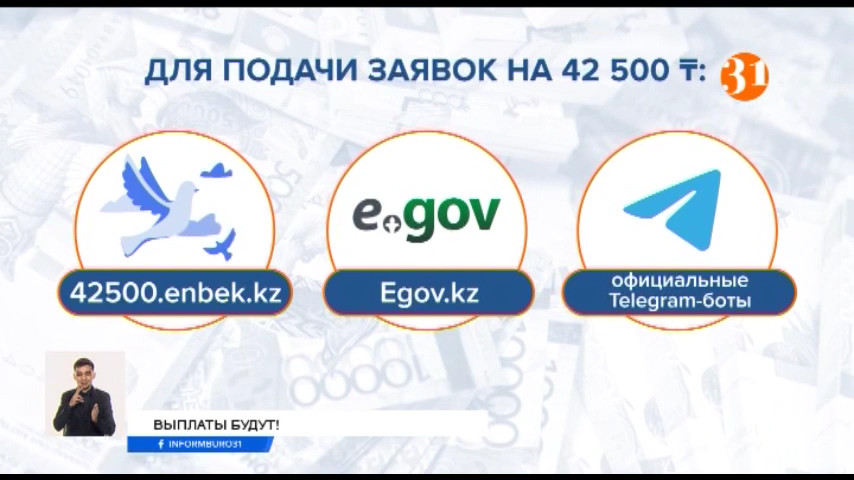 ДЛЯ ПОДАЧИ ЗАЯВОК НА 42 500 ₸:
31
e.gov
42500.enbek.kz
Egov.kz
официальные
Telegram-боты
ВЫПЛАТЫ БУДУТ!
INFORMBURO31